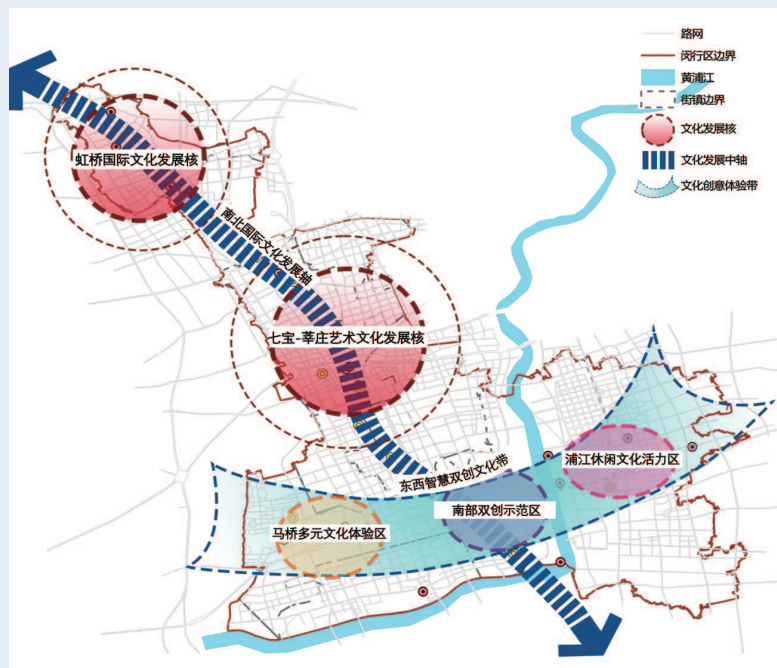 路网
闵行区边界
黄浦江
街镇边界
文化发展核
文化发展中轴
文化创意体验带
虹桥国际文化发展核
南北国际文化发展轴
七宝-莘庄艺术文化发展核
东西智慧双创文化带
浦江休闲文化活力区
南部双创示范区
马桥多元文化体验区